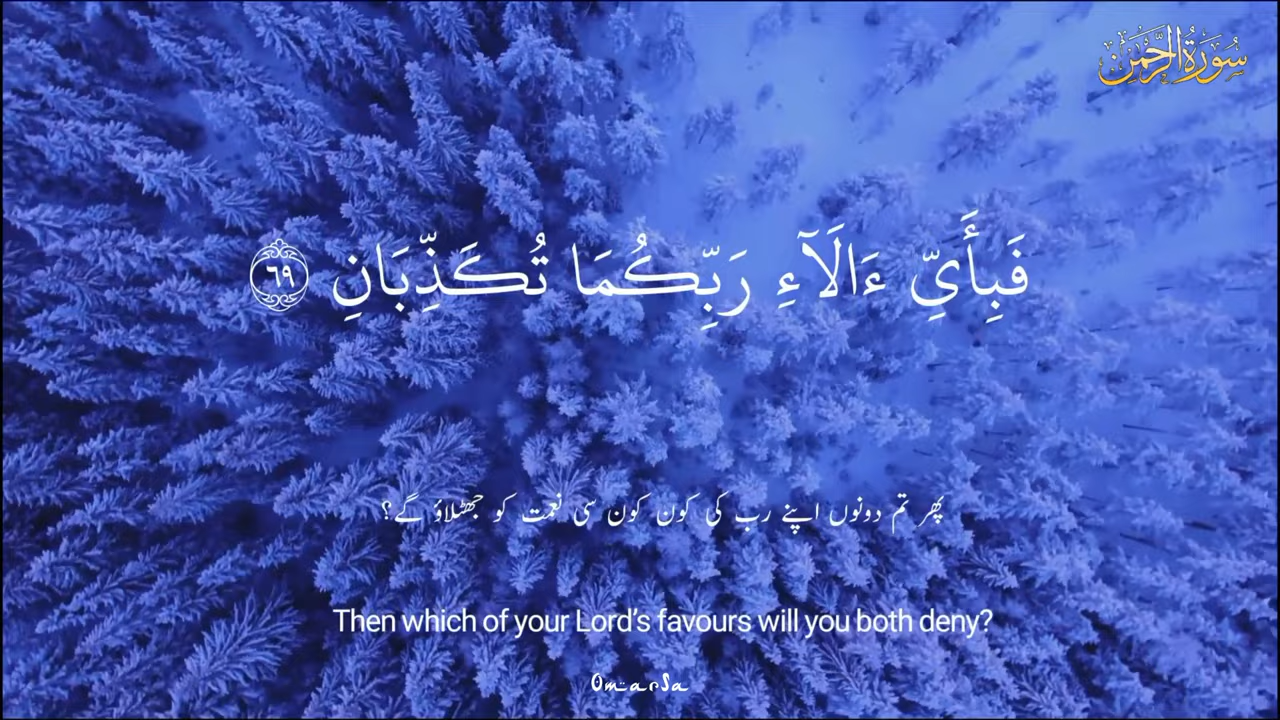 سُورَةُ الرَّحْمٰن
فَبِأَيِّ ءَالَآءِ رَبِّكُمَا تُكَذِّبَانِ ٦٩
پھر تم دونوں اپنے رب کی کون کون سی نعمت کو جھٹلاؤ گے؟
Then which of your Lord's favours will you both deny?
OmarSa